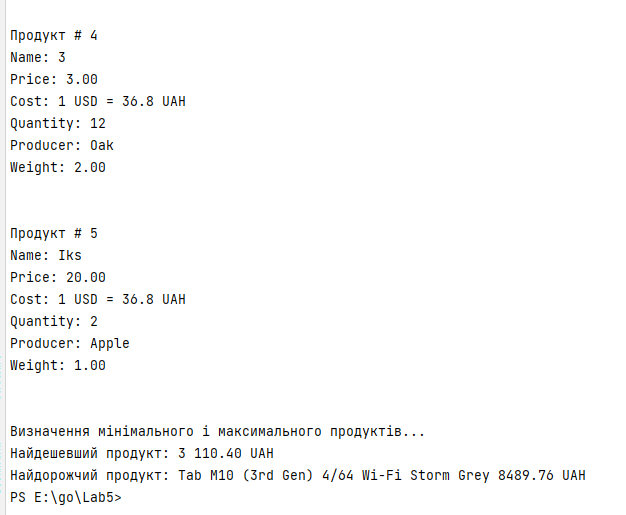 Продукт # 4
Name: 3
Price: 3.00
Cost: 1 USD = 36.8 UAH
Quantity: 12
Producer: Oak
Weight: 2.00
Продукт # 5
Name: Iks
Price: 20.00
Cost: 1 USD = 36.8 UAH
Quantity: 2
Producer: Apple
Weight: 1.00
Визначення мінімального і максимального продуктів...
Найдешевший продукт: 3 110.40 UAH
Найдорожчий продукт: Tab M10 (3rd Gen) 4/64 Wi-Fi Storm Grey 8489.76 UAH
PS E:\go\Lab5>